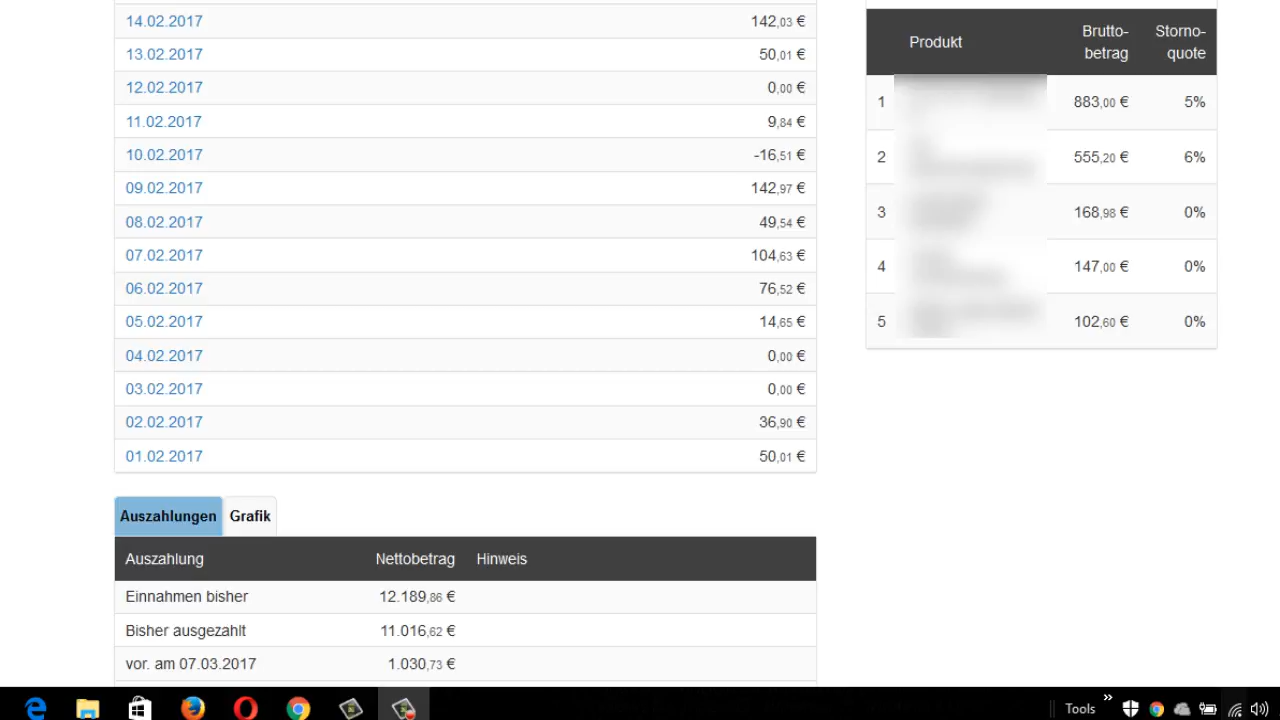 14.02.2017 142,03 €
13.02.2017 50,01 €
12.02.2017 0,00 €
11.02.2017 9,84 €
10.02.2017 -16,51 €
09.02.2017 142,97 €
08.02.2017 49,54 €
07.02.2017 104,63 €
06.02.2017 76,52 €
05.02.2017 14,65 €
04.02.2017 0,00 €
03.02.2017 0,00 €
02.02.2017 36,90 €
01.02.2017 50,01 €
Auszahlungen Grafik
Auszahlung Nettobetrag Hinweis
Einnahmen bisher 12.189,86 €
Bisher ausgezahlt 11.016,62 €
vor. am 07.03.2017 1.030,73 €
Produkt Brutto- Storno-
betrag quote
1 883,00 € 5%
2 555,20 € 6%
3 168,98 € 0%
4 147,00 € 0%
5 102,60 € 0%
Tools »